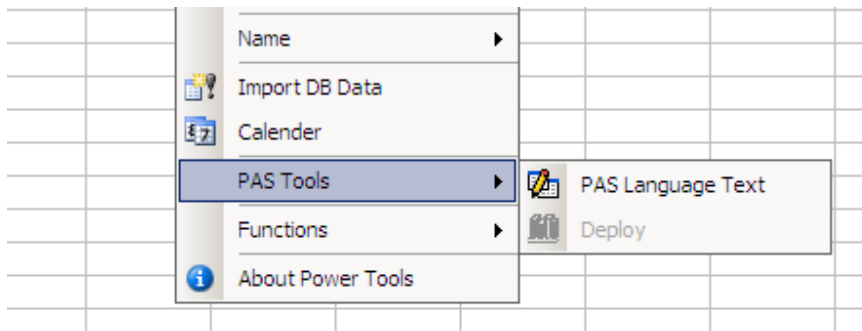 Name
Import DB Data
Calender
PAS Tools
PAS Language Text
Functions
Deploy
About Power Tools